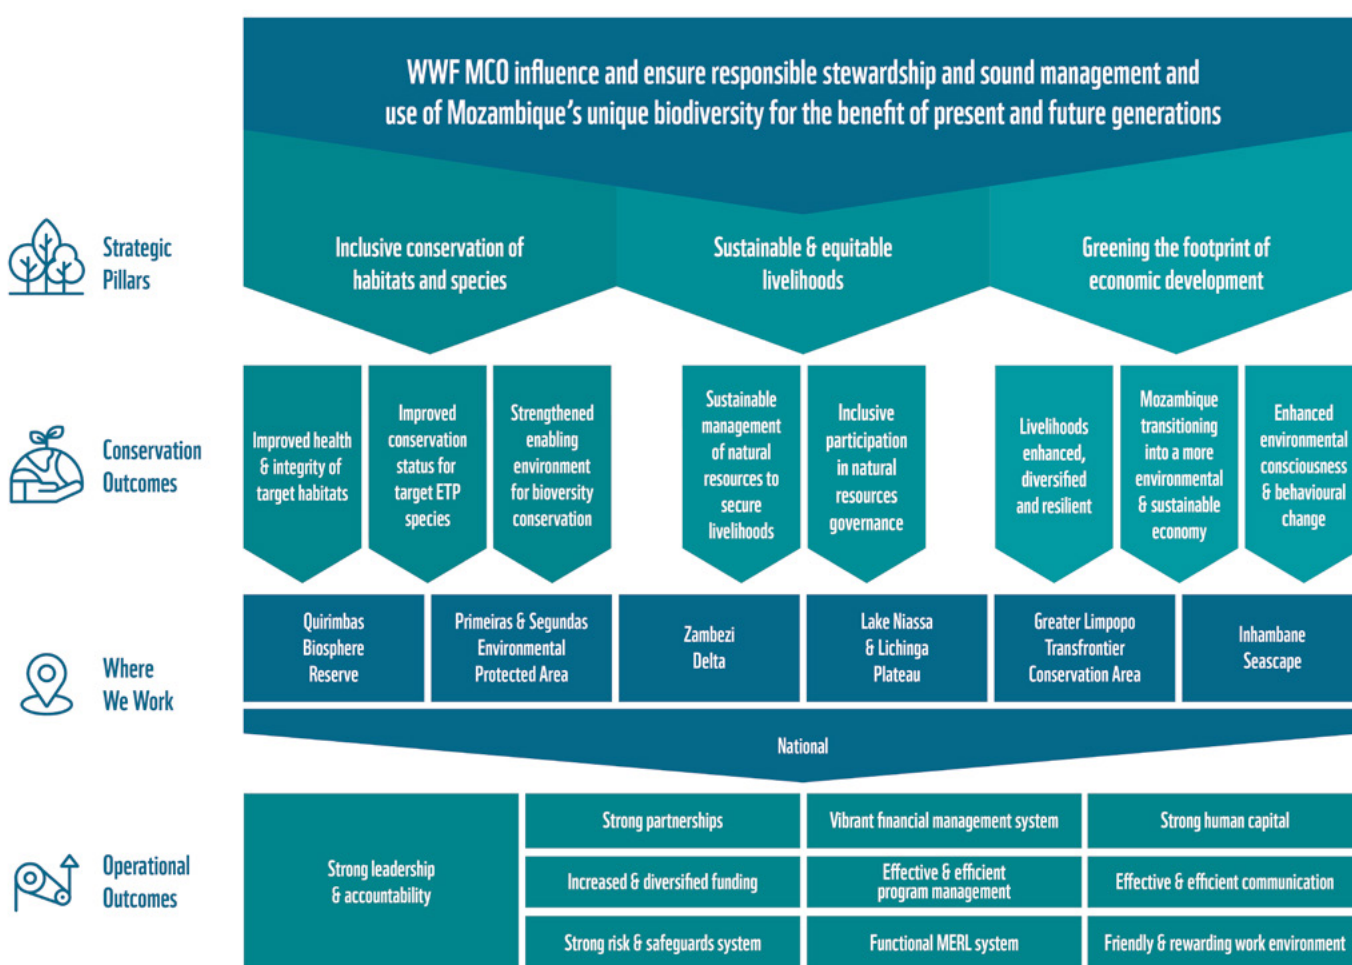 WWF MCO influence and ensure responsible stewardship and sound management and
use of Mozambique's unique biodiversity for the benefit of present and future generations
Strategic
Pillars
Inclusive conservation of
habitats and species
Sustainable & equitable
livelihoods
Greening the footprint of
economic development
Conservation
Outcomes
Improved health
& integrity of
target habitats
Improved
conservation
status for
target ETP
species
Strengthened
enabling
environment
for bioversity
conservation
Sustainable
management
of natural
resources to
secure
livelihoods
Inclusive
participation
in natural
resources
governance
Livelihoods
enhanced,
diversified
and resilient
Mozambique
transitioning
into a more
environmental
& sustainable
economy
Enhanced
environmental
consciousness
& behavioural
change
Where
We Work
Quirimbas
Biosphere
Reserve
Primeiras & Segundas
Environmental
Protected Area
Zambezi
Delta
Lake Niassa
& Lichinga
Plateau
Greater Limpopo
Transfrontier
Conservation Area
Inhambane
Seascape
National
Operational
Outcomes
Strong leadership
& accountability
Strong partnerships
Vibrant financial management system
Strong human capital
Increased & diversified funding
Effective & efficient
program management
Effective & efficient communication
Strong risk & safeguards system
Functional MERL system
Friendly & rewarding work environment